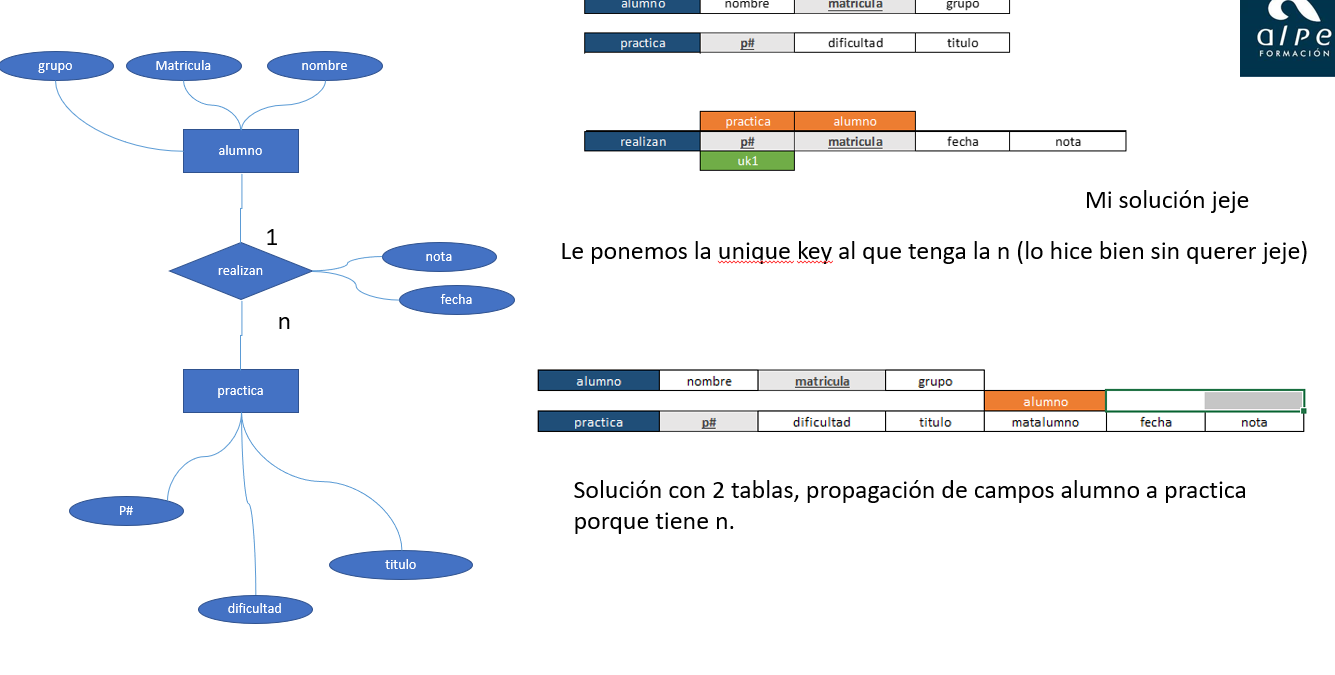 alumno nombre matricula grupo
practica p# dificultad titulo
alpe
FORMACIÓN
grupo Matricula nombre
alumno
practica alumno
realizan p# matricula fecha nota
uk1
Mi solución jeje
Le ponemos la unique key al que tenga la n (lo hice bien sin querer jeje)
1
realizan
nota
fecha
n
practica
P#
titulo
dificultad
alumno nombre matricula grupo
alumno
practica p# dificultad titulo matalumno fecha nota
Solución con 2 tablas, propagación de campos alumno a practica
porque tiene n.